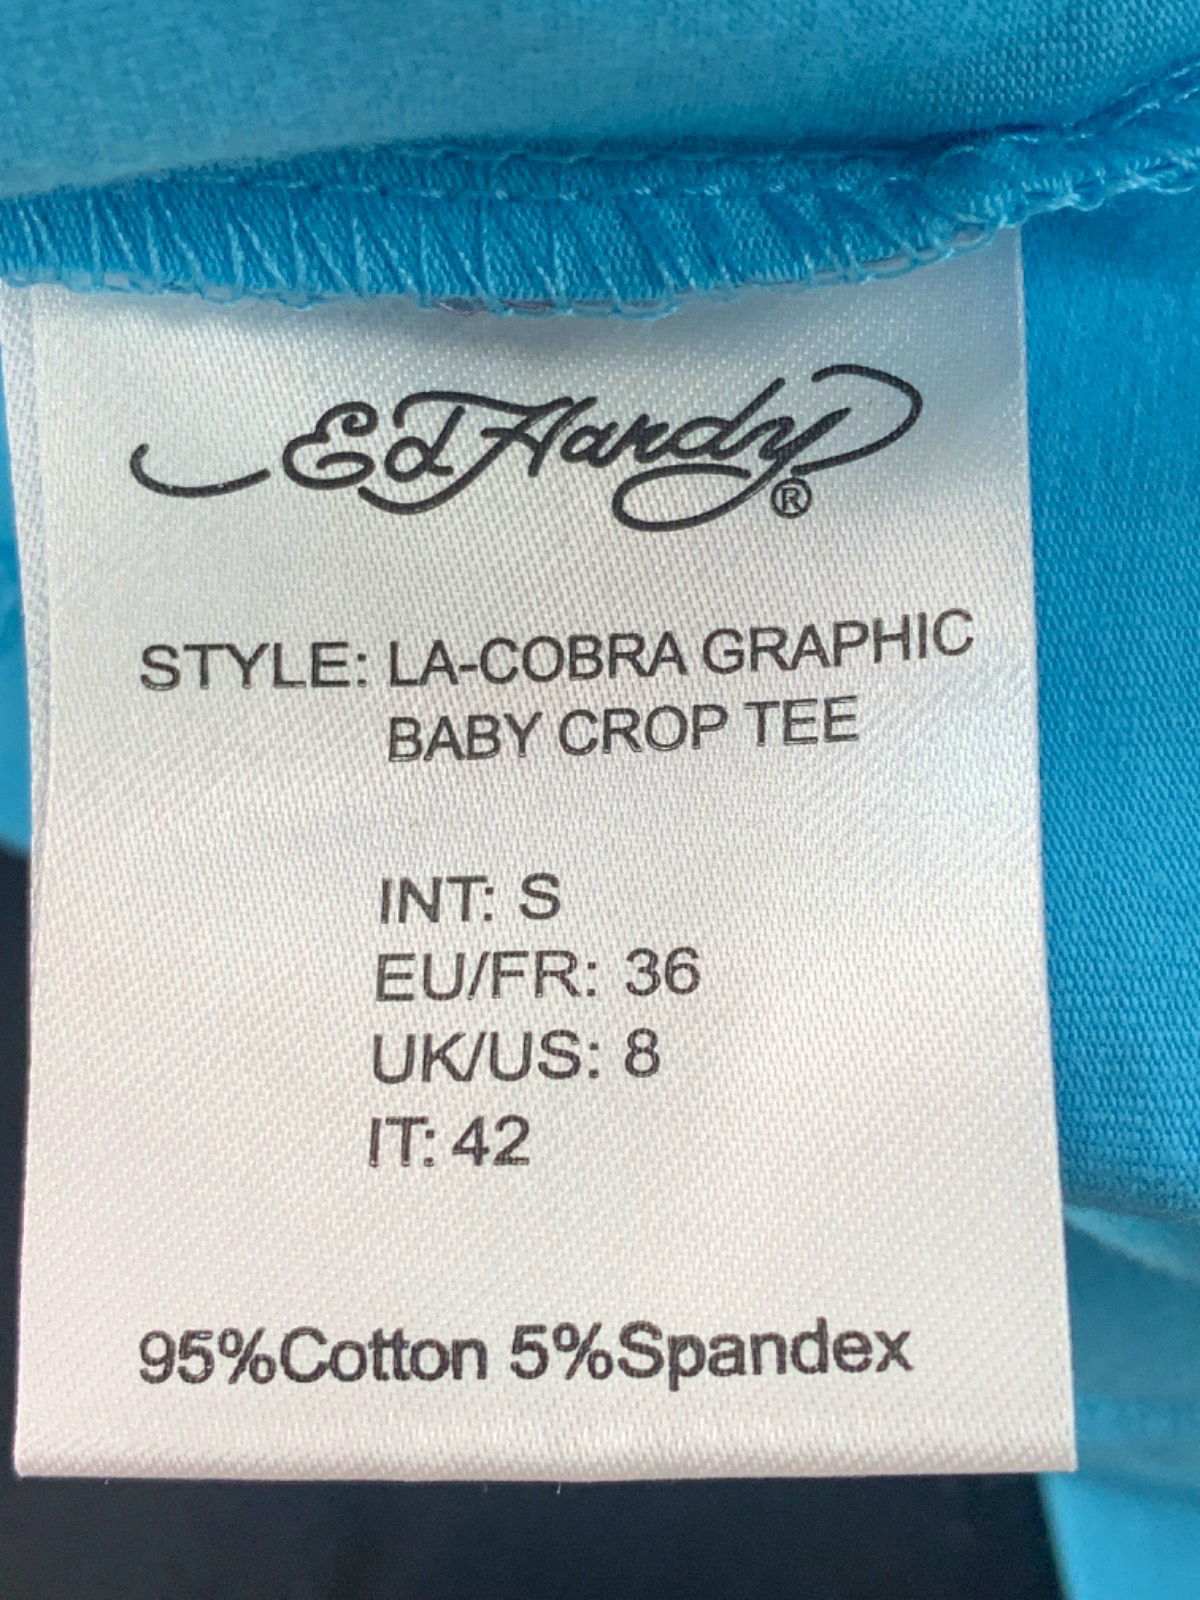 Ed Hardy®
STYLE: LA-COBRA GRAPHIC
BABY CROP TEE
INT: S
EU/FR: 36
UK/US: 8
IT: 42
95%Cotton 5%Spandex